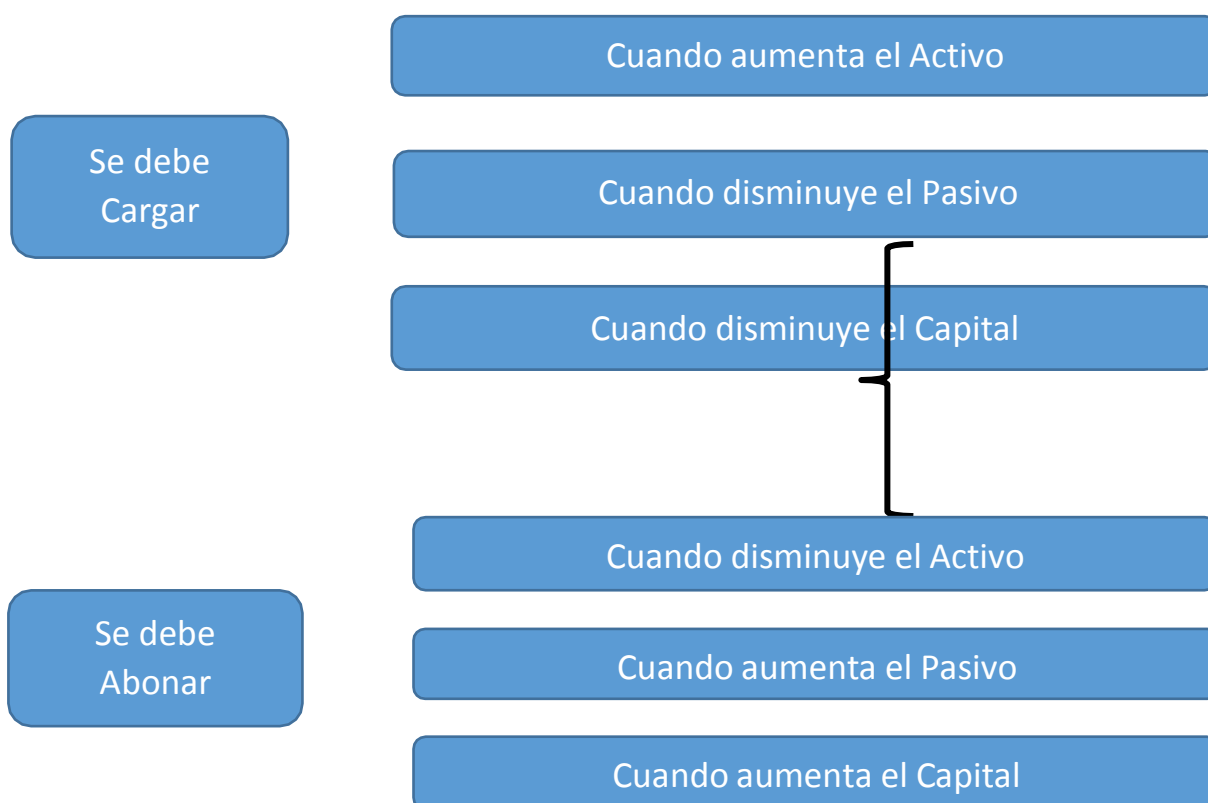 Se debe
Cargar
Cuando aumenta el Activo
Cuando disminuye el Pasivo
Cuando disminuye el Capital
Se debe
Abonar
Cuando disminuye el Activo
Cuando aumenta el Pasivo
Cuando aumenta el Capital